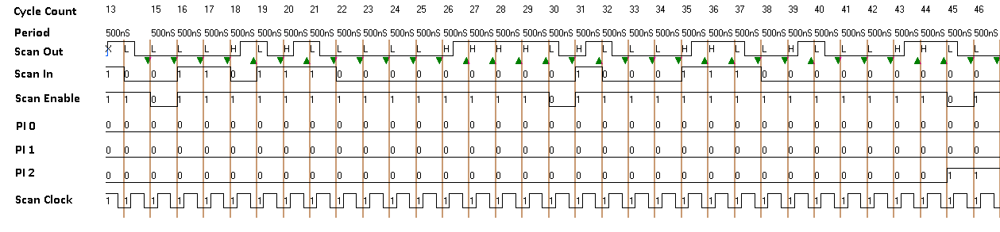 Cycle Count 13 15 16 17 18 19 20 21 22 23 24 25 26 27 28 29 30 31 32 33 34 35 36 37 38 39 40 41 42 43 44 45 46
Period 500nS 500nS 500nS 500nS 500nS 500nS 500nS 500nS 500nS 500nS 500nS 500nS 500nS 500nS 500nS 500nS 500nS 500nS 500nS 500nS 500nS 500nS 500nS 500nS 500nS 500nS 500nS 500nS 500nS 500nS 500nS 500nS 500nS
Scan Out X L L L L H L H L L L L L H H H H L H L L L H H L L H L L L H H L L
Scan In 1 0 0 1 1 0 1 1 1 0 0 0 0 0 0 0 0 0 1 0 0 0 1 1 1 0 0 0 0 0 0 0 0 0
Scan Enable 1 1 0 1 1 1 1 1 1 1 1 1 1 1 1 1 1 0 1 1 1 1 1 1 1 1 1 1 1 1 1 1 0 1
PI 0 0 0 0 0 0 0 0 0 0 0 0 0 0 0 0 0 0 0 0 0 0 0 0 0 0 0 0 0 0 0 0 0 0 0
PI 1 0 0 0 0 0 0 0 0 0 0 0 0 0 0 0 0 0 0 0 0 0 0 0 0 0 0 0 0 0 0 0 0 0 0
PI 2 0 0 0 0 0 0 0 0 0 0 0 0 0 0 0 0 0 0 0 0 0 0 0 0 0 0 0 0 0 0 0 0 1 1
Scan Clock 1 1 1 1 1 1 1 1 1 1 1 1 1 1 1 1 1 1 1 1 1 1 1 1 1 1 1 1 1 1 1 1 1 1